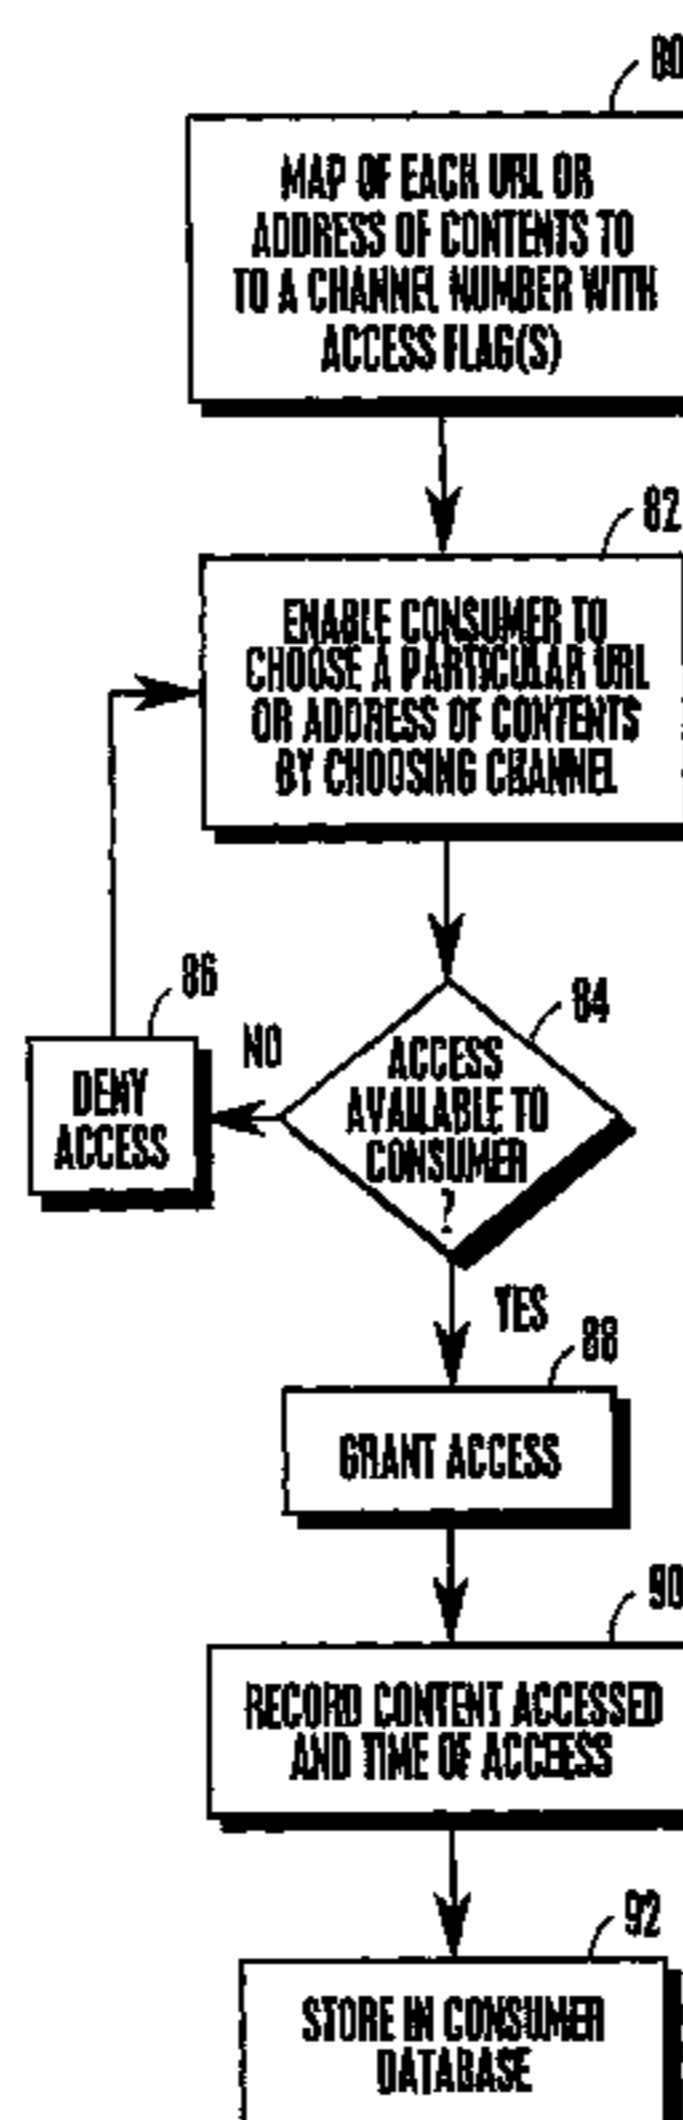 80
MAP OF EACH URL OR
ADDRESS OF CONTENTS TO
TO A CHANNEL NUMBER WITH
ACCESS FLAG(S)
82
ENABLE CONSUMER TO
CHOOSE A PARTICULAR URL
OR ADDRESS OF CONTENTS
BY CHOOSING CHANNEL
86
84
NO
DENY
ACCESS
ACCESS
AVAILABLE TO
CONSUMER
?
YES
88
GRANT ACCESS
90
RECORD CONTENT ACCESSED
AND TIME OF ACCEESS
92
STORE IN CONSUMER
DATABASE